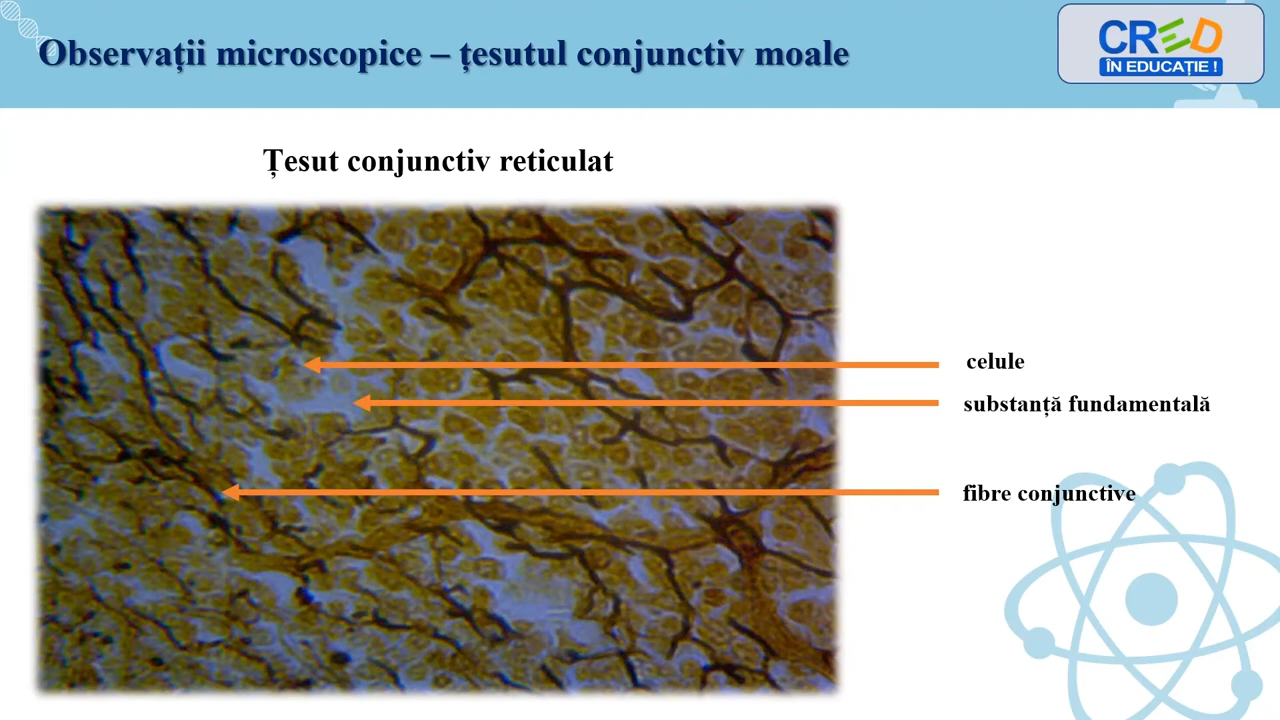 Observații microscopice – țesutul conjunctiv moale
CRED
ÎN EDUCAȚIE !
Țesut conjunctiv reticulat
celule
substanță fundamentală
fibre conjunctive